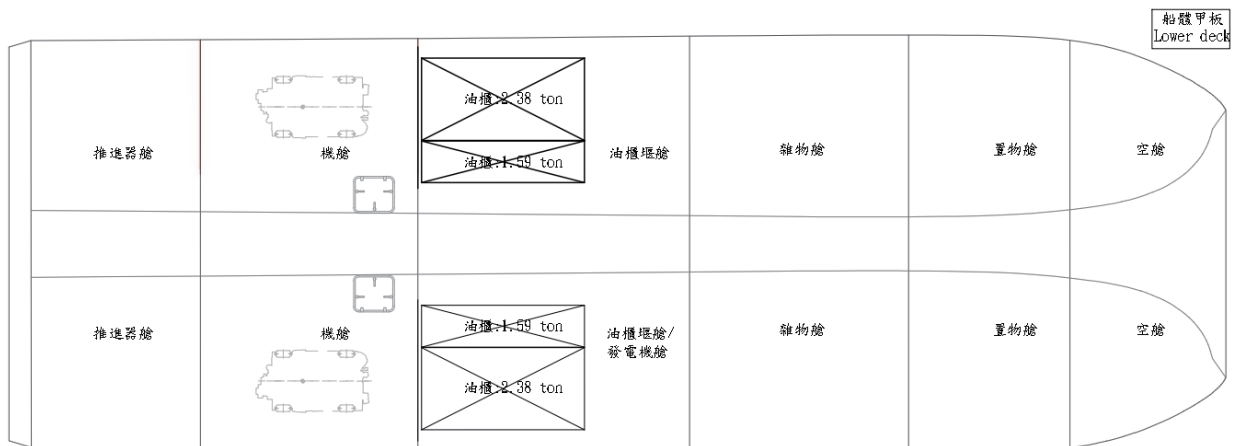 船體甲板
Lower deck
油櫃:2.38 ton
推進器艙
機艙
油櫃:1.59 ton
油櫃堰艙
雜物艙
置物艙
空艙
推進器艙
機艙
油櫃:1.59 ton
油櫃堰艙/
發電機艙
雜物艙
置物艙
空艙
油櫃:2.38 ton